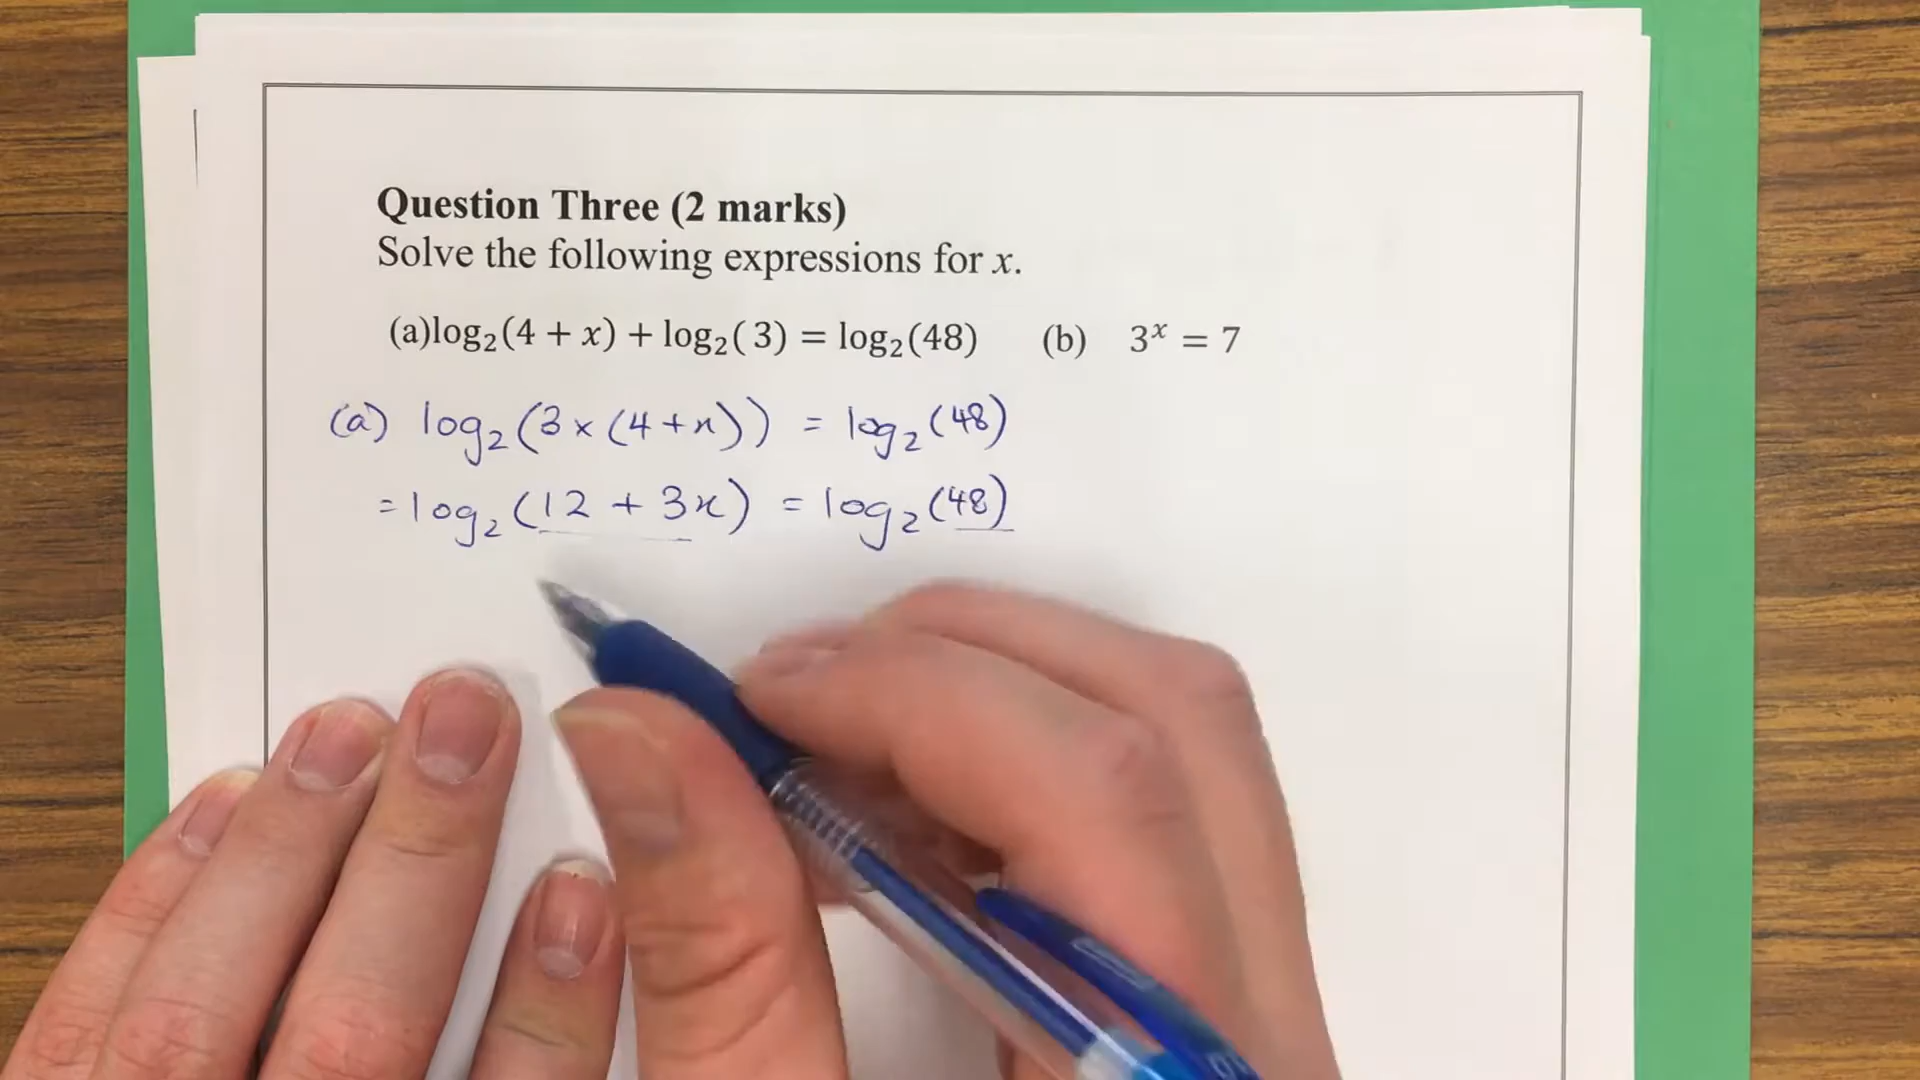 Question Three (2 marks)
Solve the following expressions for x.
(a)log₂(4 + x) + log₂( 3) = log₂(48) (b) 3ˣ = 7
(a) log₂(3 × (4 + x)) = log₂(48)
= log₂(12 + 3x) = log₂(48)